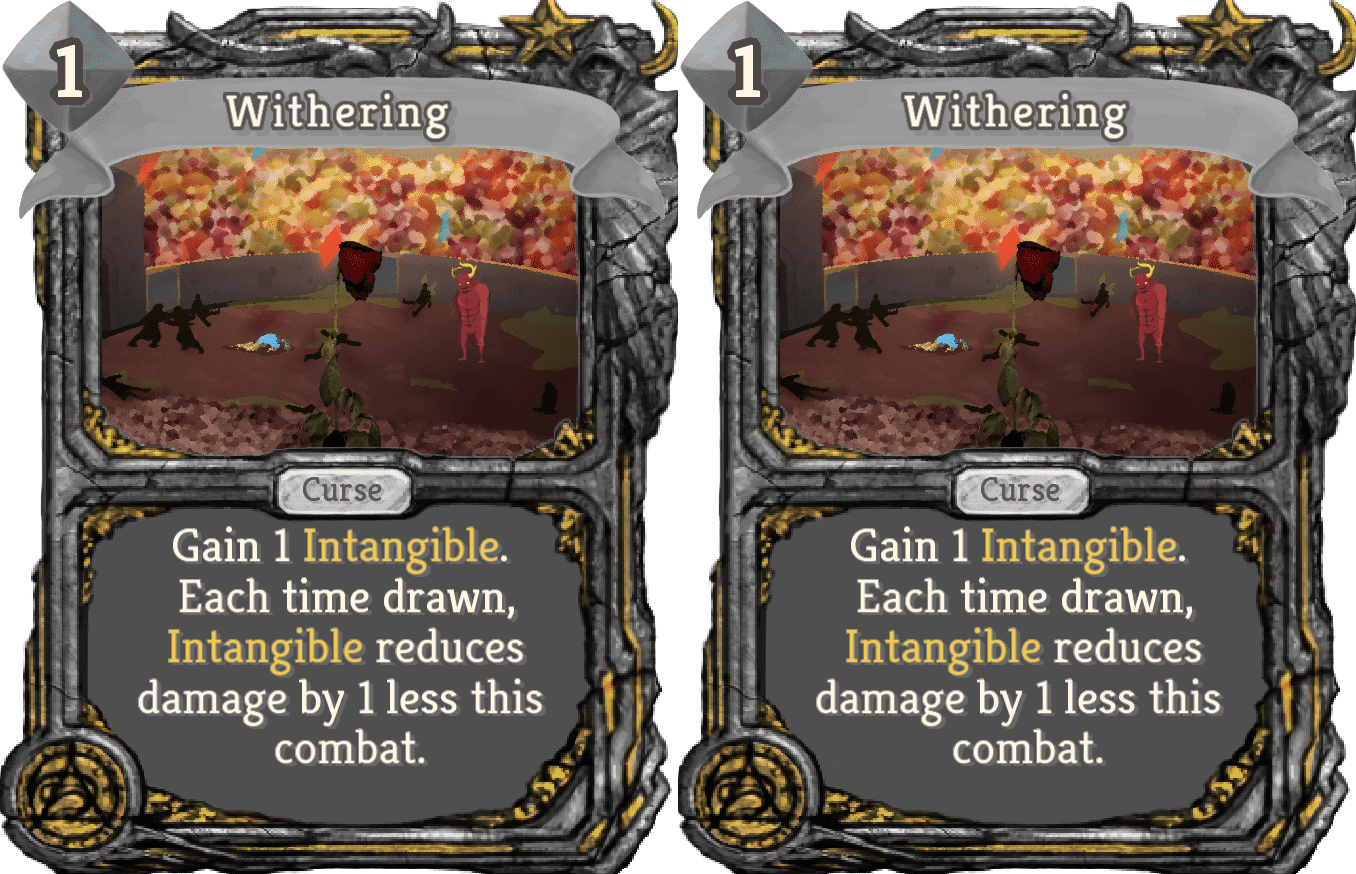 1
Withering
Curse
Gain 1 Intangible.
Each time drawn,
Intangible reduces
damage by 1 less this
combat.
1
Withering
Curse
Gain 1 Intangible.
Each time drawn,
Intangible reduces
damage by 1 less this
combat.